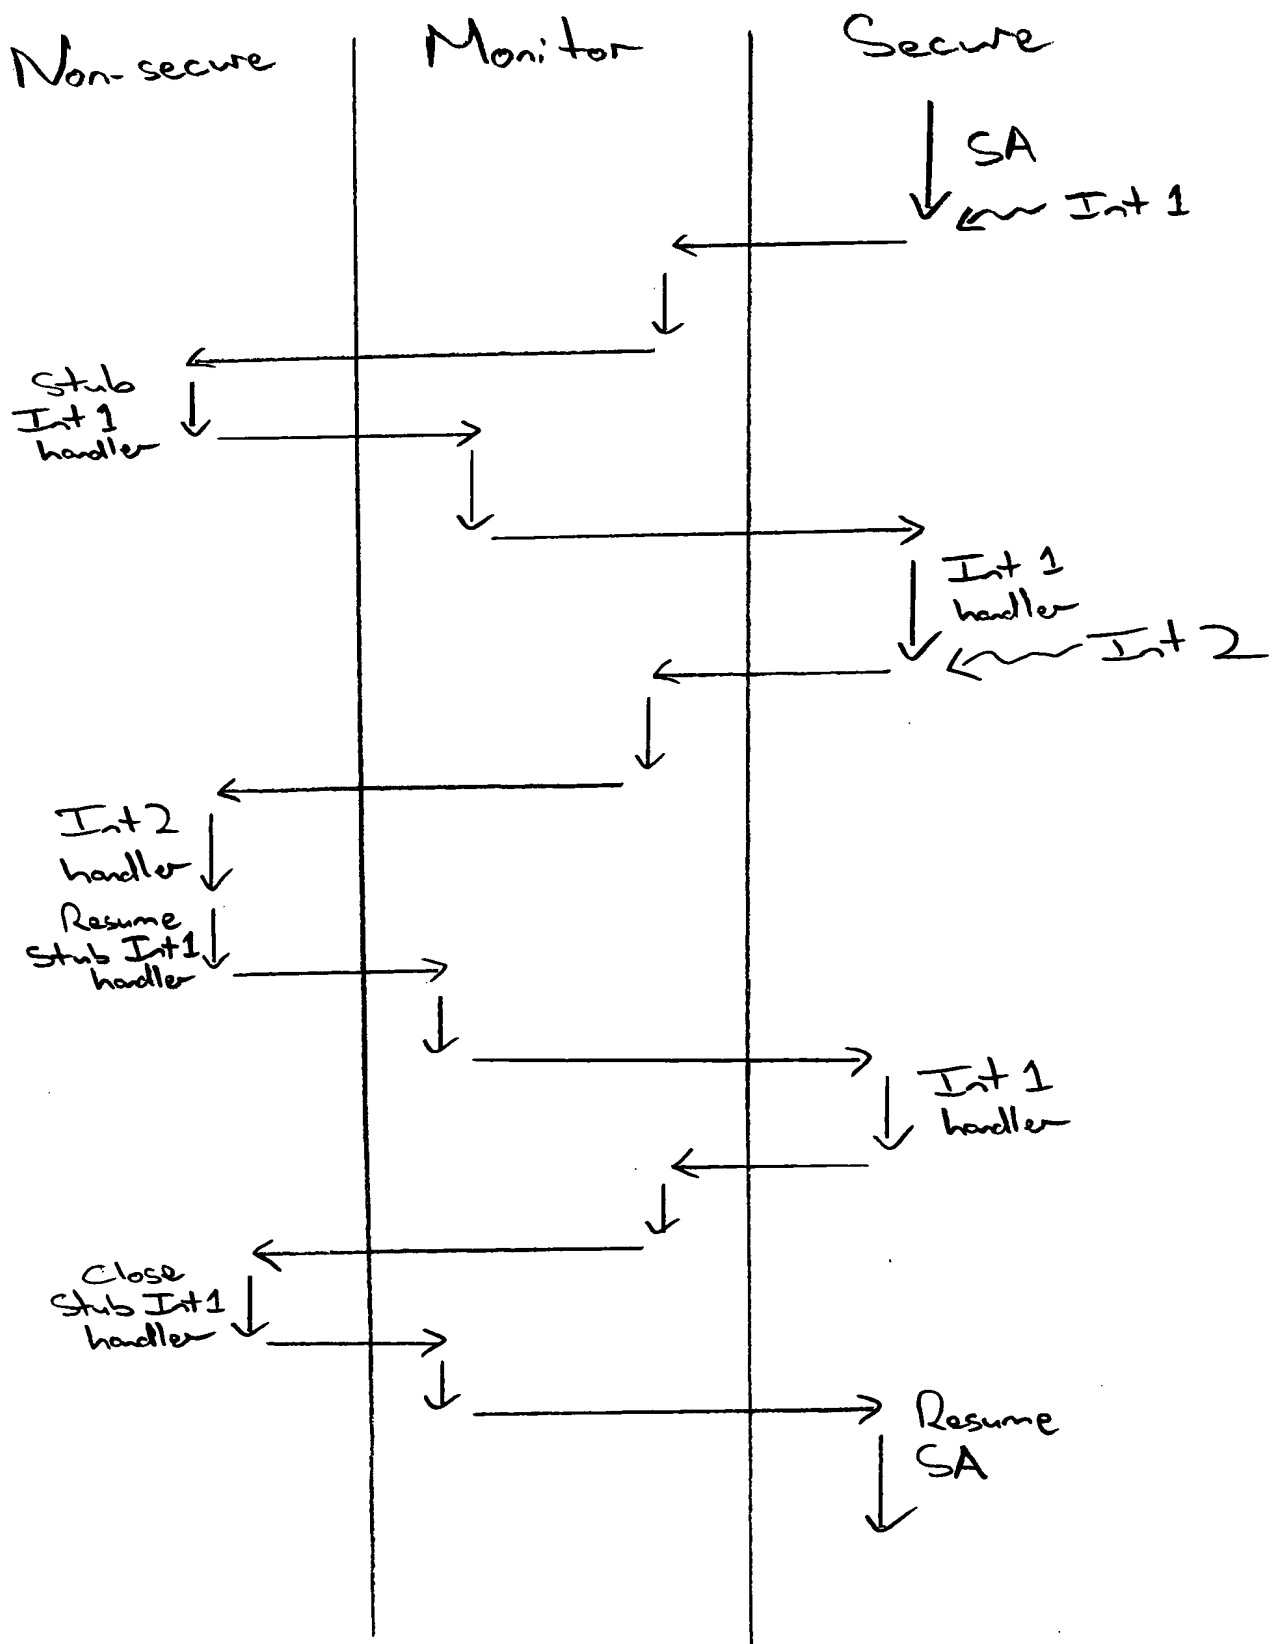 Non-secure
Monitor
Secure
SA
Int 1
Stub
Int 1
handler
Int 1
handler
Int 2
Int 2
handler
Resume
Stub Int 1
handler
Int 1
handler
Close
Stub Int 1
handler
Resume
SA